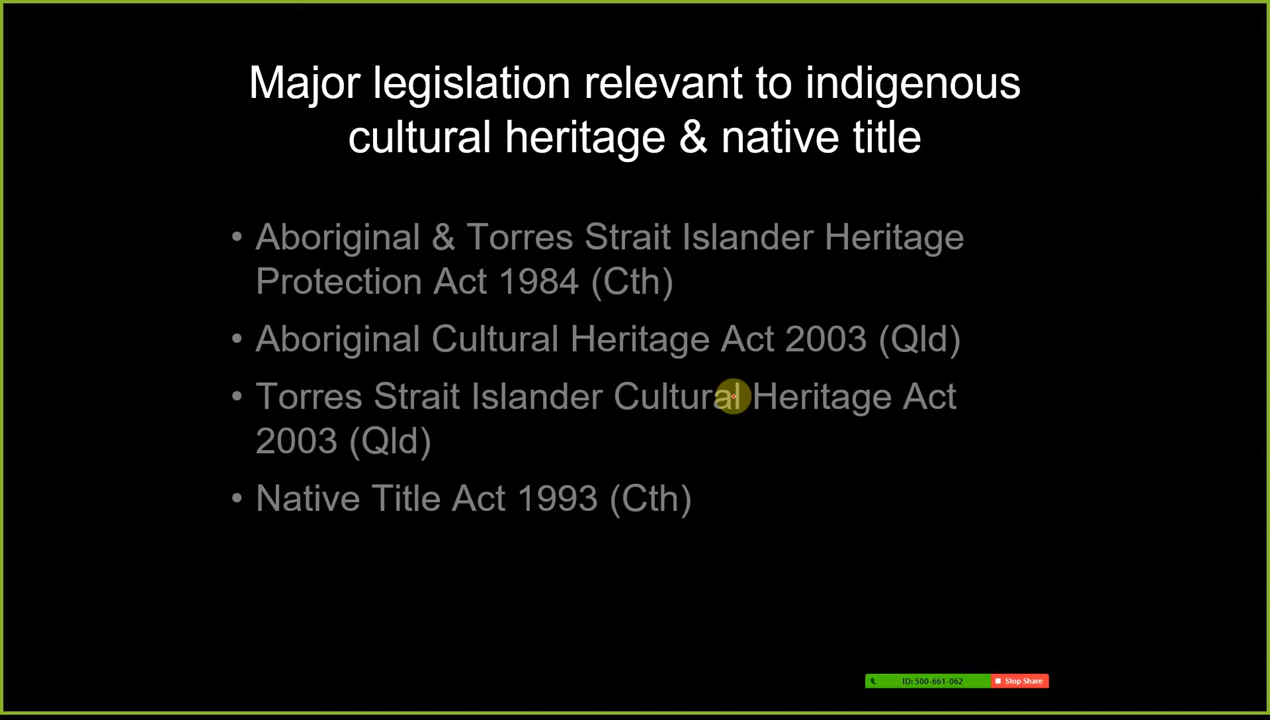 Major legislation relevant to indigenous
cultural heritage & native title
• Aboriginal & Torres Strait Islander Heritage
Protection Act 1984 (Cth)
• Aboriginal Cultural Heritage Act 2003 (Qld)
• Torres Strait Islander Cultural Heritage Act
2003 (Qld)
• Native Title Act 1993 (Cth)
ID: 500-661-062 Stop Share